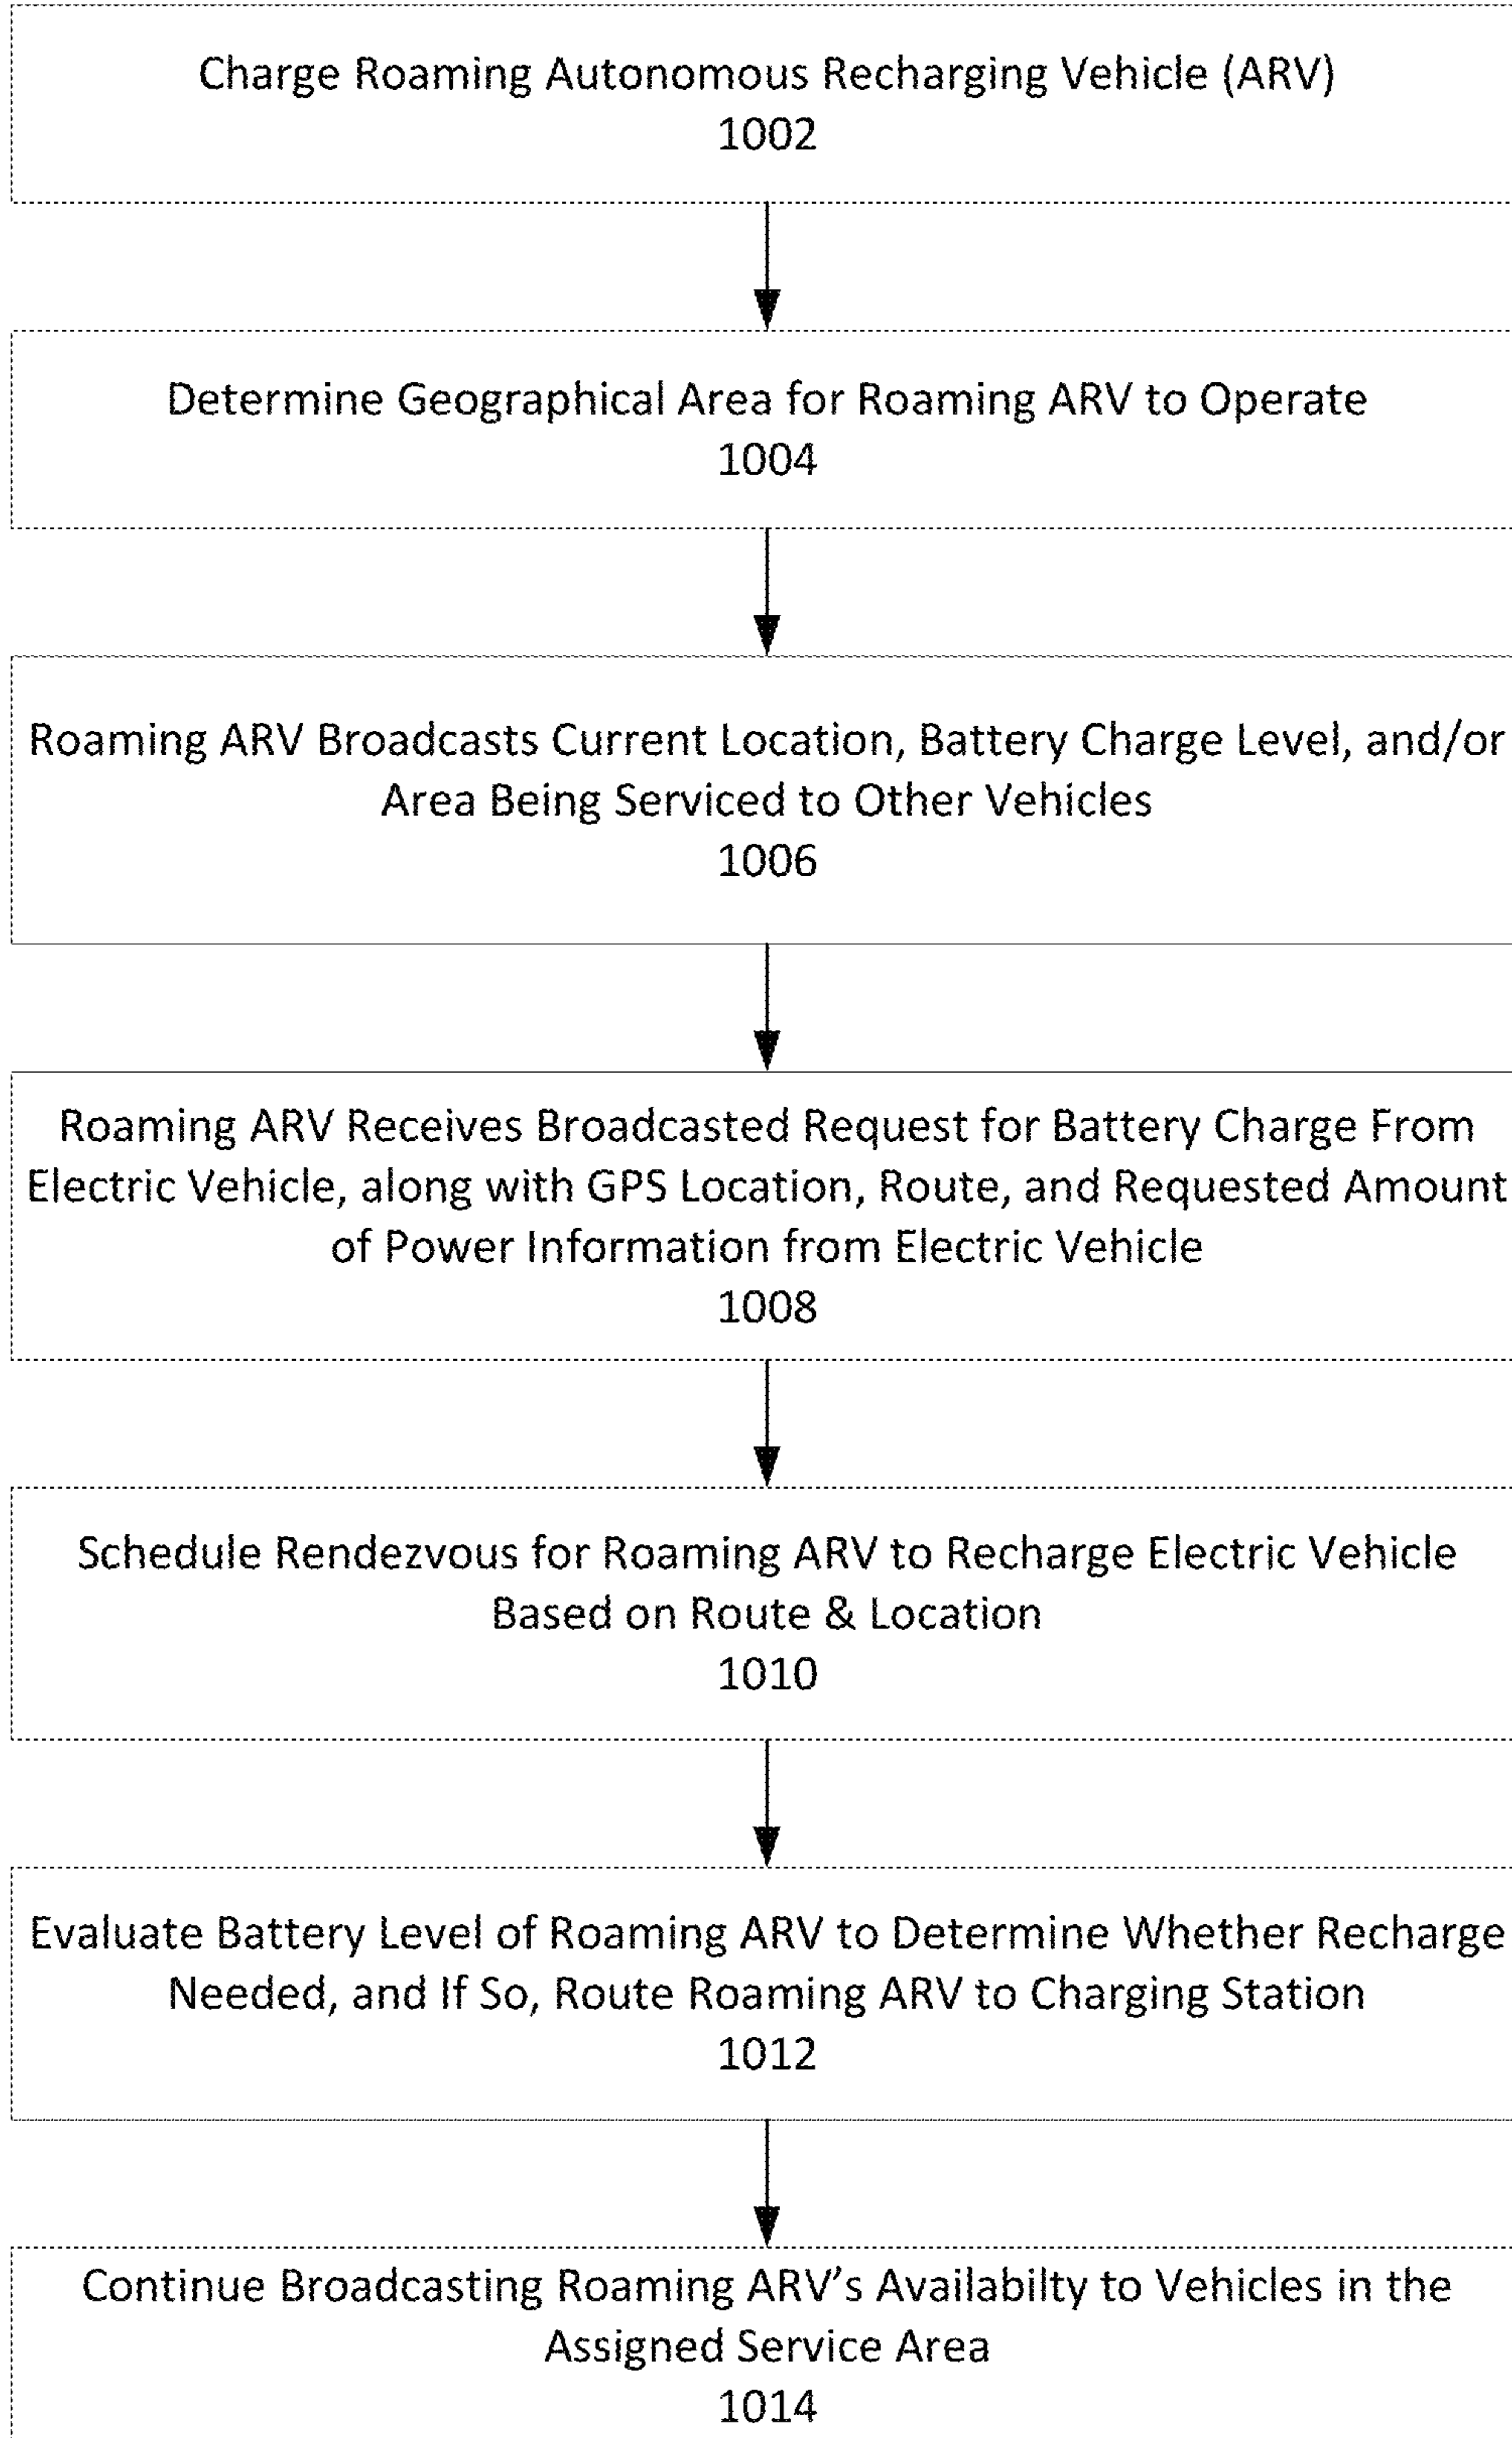 Charge Roaming Autonomous Recharging Vehicle (ARV)
1002
Determine Geographical Area for Roaming ARV to Operate
1004
Roaming ARV Broadcasts Current Location, Battery Charge Level, and/or
Area Being Serviced to Other Vehicles
1006
Roaming ARV Receives Broadcasted Request for Battery Charge From
Electric Vehicle, along with GPS Location, Route, and Requested Amount
of Power Information from Electric Vehicle
1008
Schedule Rendezvous for Roaming ARV to Recharge Electric Vehicle
Based on Route & Location
1010
Evaluate Battery Level of Roaming ARV to Determine Whether Recharge
Needed, and If So, Route Roaming ARV to Charging Station
1012
Continue Broadcasting Roaming ARV’s Availabilty to Vehicles in the
Assigned Service Area
1014